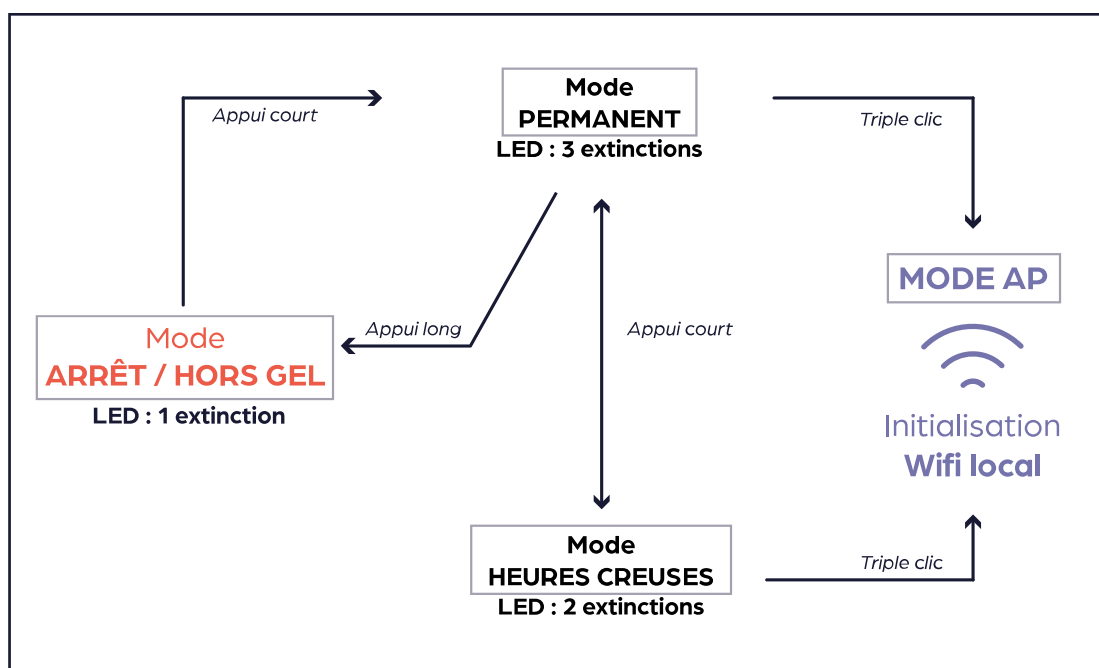 Mode
PERMANENT
LED : 3 extinctions
Appui court
Triple clic
MODE AP
Initialisation
Wifi local
Mode
ARRÊT / HORS GEL
LED : 1 extinction
Appui long
Appui court
Mode
HEURES CREUSES
LED : 2 extinctions
Triple clic